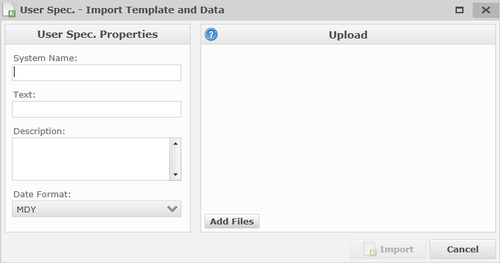 User Spec. - Import Template and Data
User Spec. Properties
System Name:
Text:
Description:
Date Format:
MDY
? Upload
Add Files
Import
Cancel